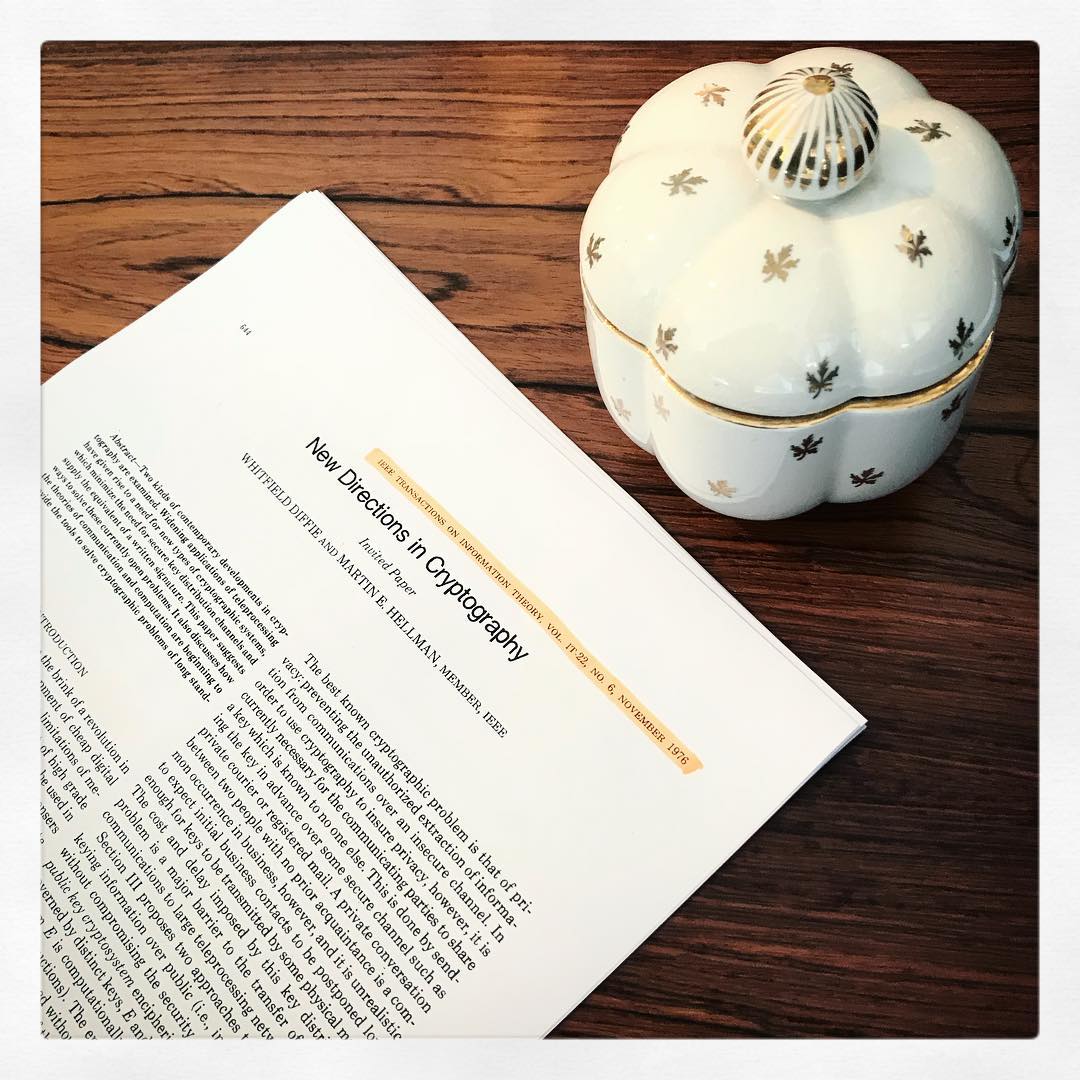 644
IEEE TRANSACTIONS ON INFORMATION THEORY, VOL. IT-22, NO. 6, NOVEMBER 1976
New Directions in Cryptography
Invited Paper
WHITFIELD DIFFIE AND MARTIN E. HELLMAN, MEMBER, IEEE
Abstract—Two kinds of contemporary developments in cryp-
tography are examined. Widening applications of teleprocessing
have given rise to a need for new types of cryptographic systems,
which minimize the need for secure key distribution channels and
supply the equivalent of a written signature. This paper suggests
ways to solve these currently open problems. It also discusses how
the theories of communication and computation are beginning to
the tools to solve cryptographic problems of long stand-
the brink of a revolution in
of cheap digital
limitations of me-
of high grade
be used in
The best known cryptographic problem is that of pri-
vacy: preventing the unauthorized extraction of informa-
tion from communications over an insecure channel. In
order to use cryptography to insure privacy, however, it is
currently necessary for the communicating parties to share
a key which is known to no one else. This is done by send-
ing the key in advance over some secure channel such as
private courier or registered mail. A private conversation
between two people with no prior acquaintance is a com-
mon occurrence in business, however, and it is unrealistic
to expect initial business contacts to be postponed
enough for keys to be transmitted by some physical
The cost and delay imposed by this key
problem is a major barrier to the transfer of
communications to large teleprocessing
Section III proposes two approaches
keying information over public (i.e.,
without compromising the security
public key cryptosystem
by distinct keys, E and
E is